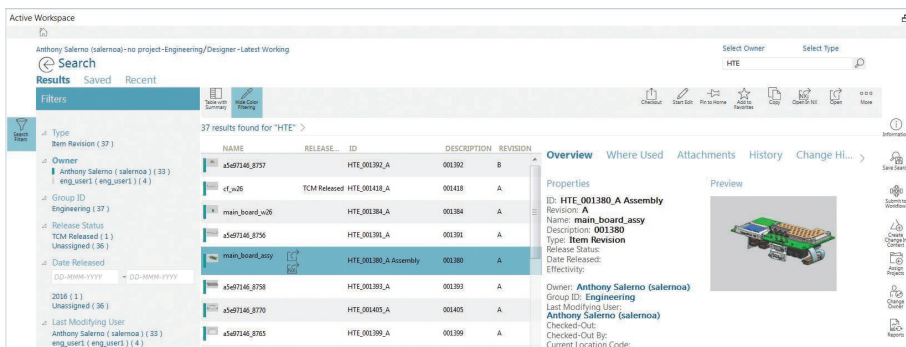 Active Workspace
Anthony Salerno (salernoa)-no project-Engineering/Designer-Latest Working
Select Owner Select Type
Search
HTE
Results Saved Recent
Filters
Table with Summary
Hide Color Filtering
Checkout
Start Edit
Pin to Home
Add to Favorites
Copy
Open in NX
Open
More
Search Filters
37 results found for "HTE" >
Type
Item Revision ( 37 )
Owner
Anthony Salerno ( salernoa ) ( 33 )
eng_user1 ( eng_user1 ) ( 4 )
Group ID
Engineering ( 37 )
Release Status
TCM Released ( 1 )
Unassigned ( 36 )
Date Released
DD-MMM-YYYY - DD-MMM-YYYY
2016 ( 1 )
Unassigned ( 36 )
Last Modifying User
Anthony Salerno ( salernoa ) ( 33 )
eng_user1 ( eng_user1 ) ( 4 )
NAME RELEASE... ID DESCRIPTION REVISION
a5e97146_8757 HTE_001392_A 001392 B
cf_w26 TCM Released HTE_001418_A 001418 A
main_board_w26 HTE_001384_A 001384 A
a5e97146_8756 HTE_001391_A 001391 A
main_board_assy HTE_001380_A Assembly 001380 A
NX
a5e97146_8758 HTE_001393_A 001393 A
a5e97146_8770 HTE_001405_A 001405 A
a5e97146_8765 HTE_001399_A 001399 A
Overview Where Used Attachments History Change Hi... >
Properties
Preview
ID: HTE_001380_A Assembly
Revision: A
Name: main_board_assy
Description: 001380
Type: Item Revision
Release Status:
Date Released:
Effectivity:
Owner: Anthony Salerno (salernoa)
Group ID: Engineering
Last Modifying User:
Anthony Salerno (salernoa)
Checked-Out:
Checked-Out By:
Current Location Code:
Informatio
Save Searc
Submit to Workflow
Create Change In Context
Assign Projects
Change Owner
Reports